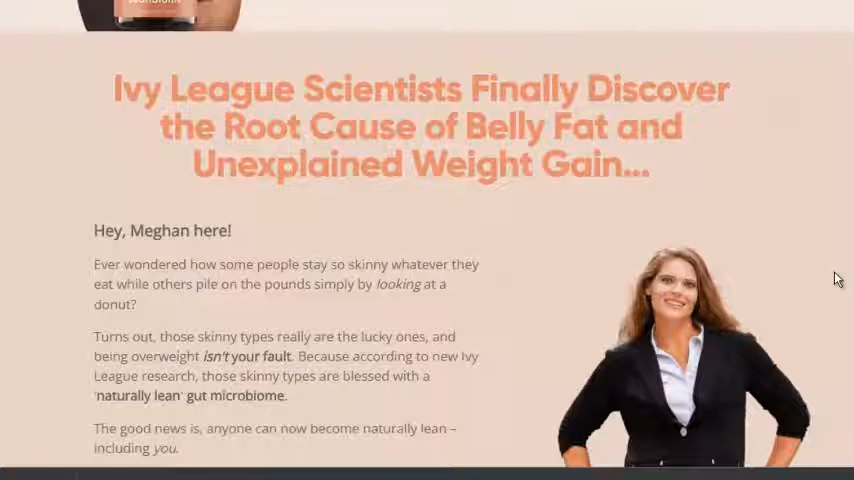 Ivy League Scientists Finally Discover
the Root Cause of Belly Fat and
Unexplained Weight Gain...
Hey, Meghan here!
Ever wondered how some people stay so skinny whatever they
eat while others pile on the pounds simply by looking at a
donut?
Turns out, those skinny types really are the lucky ones, and
being overweight isn't your fault. Because according to new Ivy
League research, those skinny types are blessed with a
'naturally lean' gut microbiome.
The good news is, anyone can now become naturally lean –
including you.